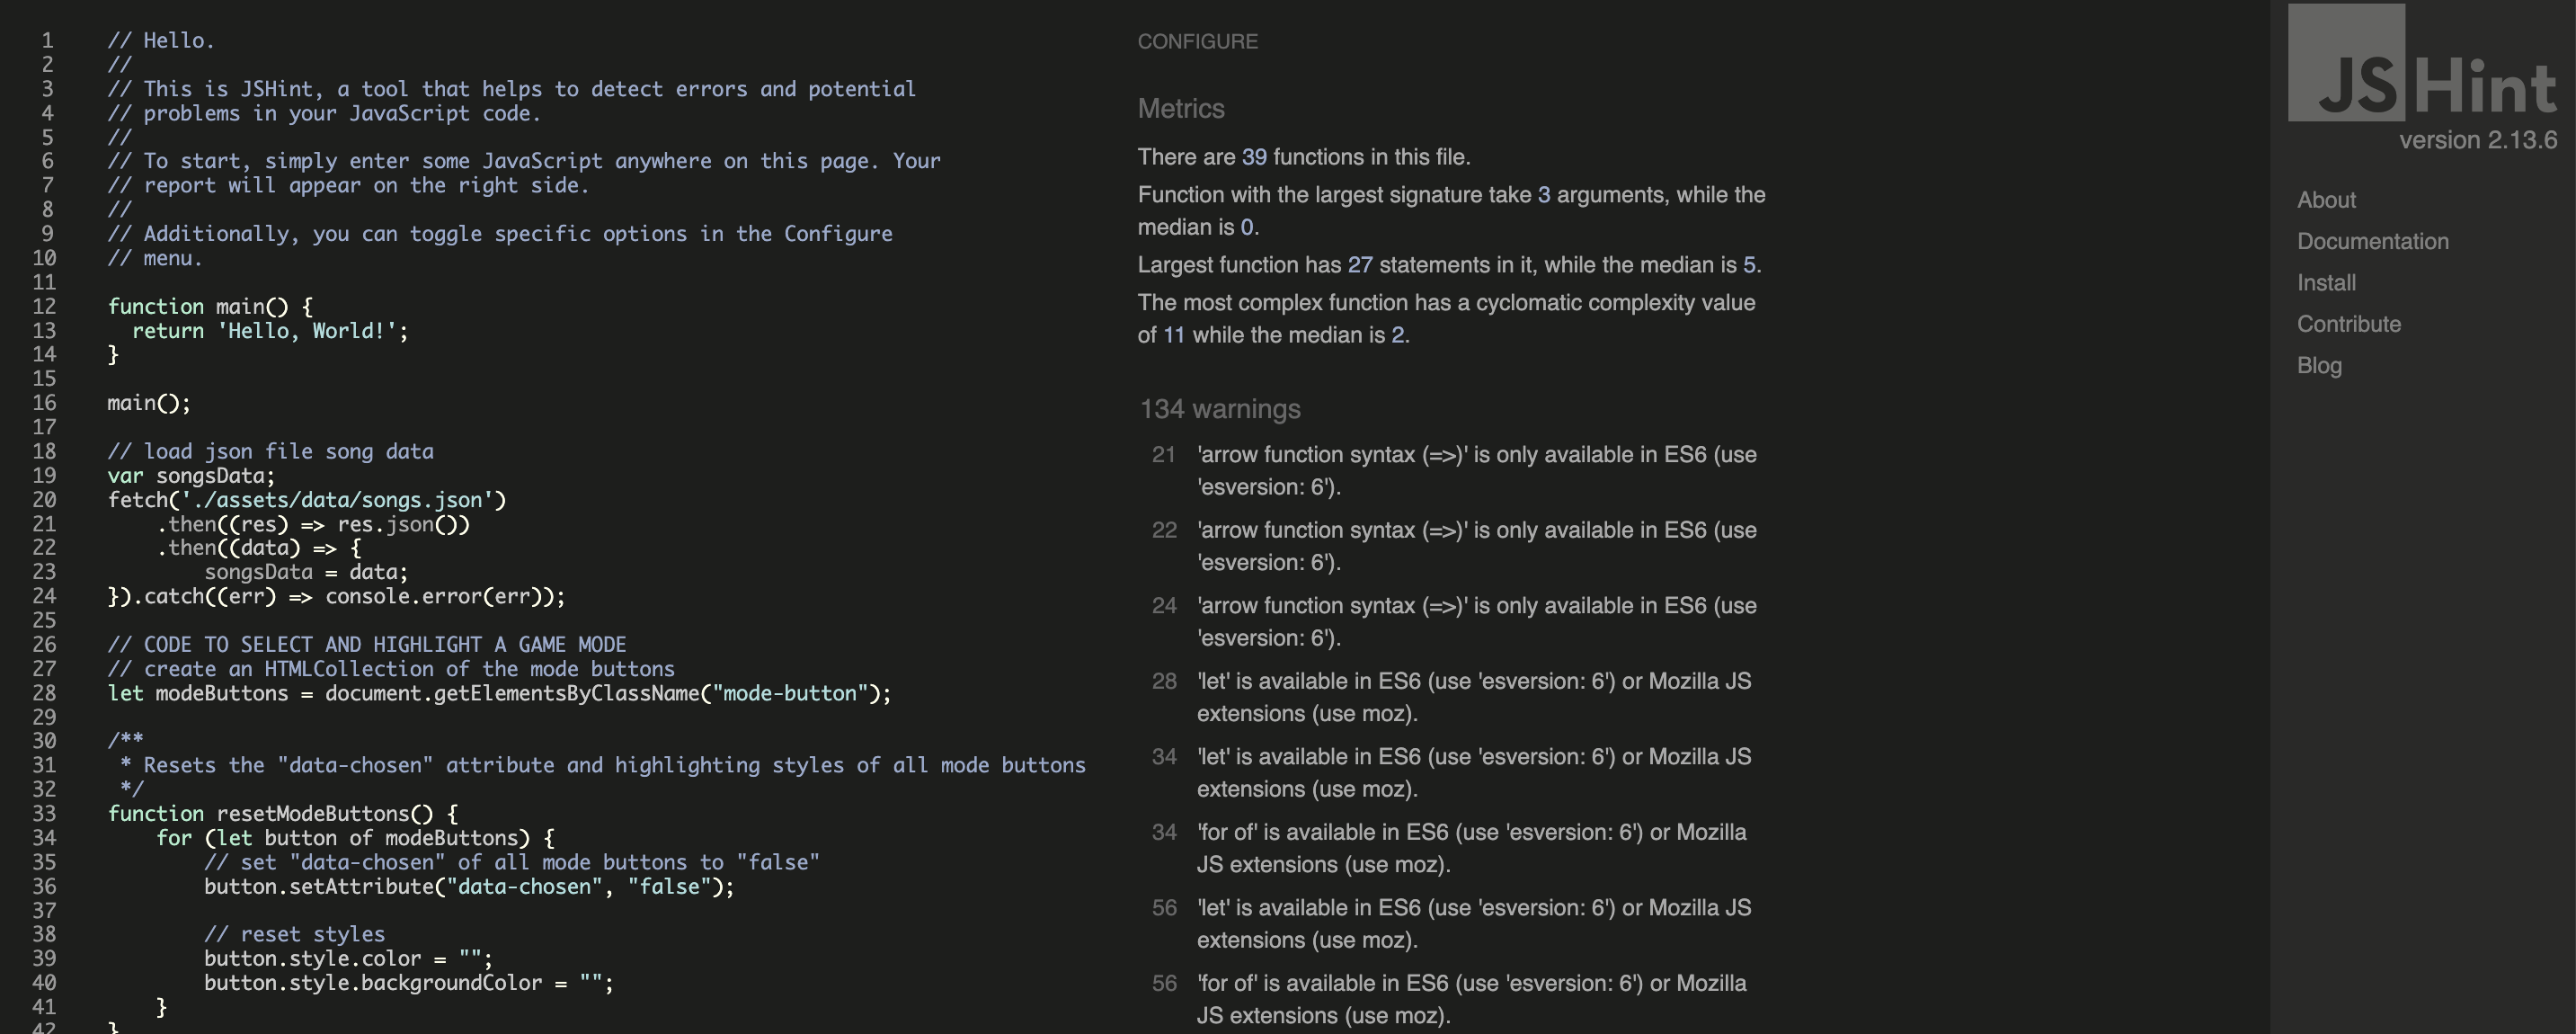 1 // Hello.
2 //
3 // This is JSHint, a tool that helps to detect errors and potential
4 // problems in your JavaScript code.
5 //
6 // To start, simply enter some JavaScript anywhere on this page. Your
7 // report will appear on the right side.
8 //
9 // Additionally, you can toggle specific options in the Configure
10 // menu.
11
12 function main() {
13   return 'Hello, World!';
14 }
15
16 main();
17
18 // load json file song data
19 var songsData;
20 fetch('./assets/data/songs.json')
21     .then((res) => res.json())
22     .then((data) => {
23         songsData = data;
24 }).catch((err) => console.error(err));
25
26 // CODE TO SELECT AND HIGHLIGHT A GAME MODE
27 // create an HTMLCollection of the mode buttons
28 let modeButtons = document.getElementsByClassName("mode-button");
29
30 /**
31  * Resets the "data-chosen" attribute and highlighting styles of all mode buttons
32  */
33 function resetModeButtons() {
34     for (let button of modeButtons) {
35         // set "data-chosen" of all mode buttons to "false"
36         button.setAttribute("data-chosen", "false");
37
38         // reset styles
39         button.style.color = "";
40         button.style.backgroundColor = "";
41     }
42 }
CONFIGURE
Metrics
There are 39 functions in this file.
Function with the largest signature take 3 arguments, while the
median is 0.
Largest function has 27 statements in it, while the median is 5.
The most complex function has a cyclomatic complexity value
of 11 while the median is 2.
134 warnings
21 'arrow function syntax (=>)' is only available in ES6 (use
'esversion: 6').
22 'arrow function syntax (=>)' is only available in ES6 (use
'esversion: 6').
24 'arrow function syntax (=>)' is only available in ES6 (use
'esversion: 6').
28 'let' is available in ES6 (use 'esversion: 6') or Mozilla JS
extensions (use moz).
34 'let' is available in ES6 (use 'esversion: 6') or Mozilla JS
extensions (use moz).
34 'for of' is available in ES6 (use 'esversion: 6') or Mozilla
JS extensions (use moz).
56 'let' is available in ES6 (use 'esversion: 6') or Mozilla JS
extensions (use moz).
56 'for of' is available in ES6 (use 'esversion: 6') or Mozilla
JS extensions (use moz).
JSHint
version 2.13.6
About
Documentation
Install
Contribute
Blog